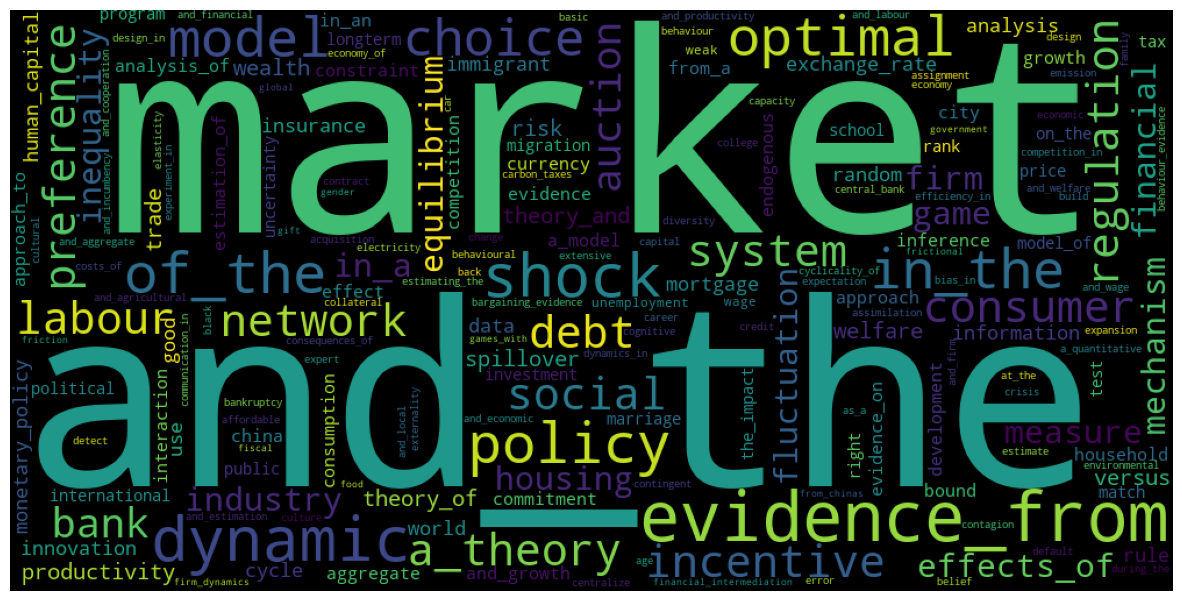 market
and_the
evidence_from
policy
dynamic
shock
optimal
model
choice
of_the
in_the
preference
regulation
auction
equilibrium
inequality
financial
mechanism
system
labour
network
debt
social
consumer
firm
game
fluctuation
measure
housing
industry
bank
a_theory
incentive
effects_of
in_a
productivity
program
and_financial
in_an
longterm
basic
and_productivity
and_labour
design_in
economy_of
human_capital
analysis_of
wealth
constraint
immigrant
behaviour
weak
from_a
exchange_rate
analysis
design
growth
tax
family
emission
assignment
economy
global
and_cooperation
insurance
risk
migration
currency
carbon_taxes
evidence
competition
car
capacity
college
school
random
central_bank
city
rank
government
economic
on_the
competition_in
price
and_welfare
build
efficiency_in
behaviour_evidence
endogenous
diversity
approach_to
cultural
and_incumbency
trade
elasticity
experiment_in
estimation_of
uncertainty
contract
gender
gift
acquisition
theory_and
a_model
electricity
behavioural
change
capital
extensive
inference
frictional
model_of
and_aggregate
costs_of
effect
estimating_the
back
mortgage
cyclicality_of
expectation
bias_in
and_wage
and_agricultural
collateral
bargaining_evidence
unemployment
wage
approach
assimilation
expansion
friction
good
communication_in
black
consequences_of
expert
data
games_with
career
cognitive
credit
welfare
information
a_quantitative
spillover
dynamics_in
investment
political
interaction
use
bankruptcy
affordable
fiscal
china
public
consumption
and_local
externality
and_economic
marriage
the_impact
as_a
right
evidence_on
development
and_firm
at_the
crisis
test
estimate
household
environmental
versus
match
monetary_policy
detect
international
food
theory_of
commitment
contingent
from_chinas
bound
innovation
and_estimation
culture
world
contagion
rule
default
during_the
firm_dynamics
cycle
aggregate
and_growth
centralize
age
financial_intermediation
error
belief